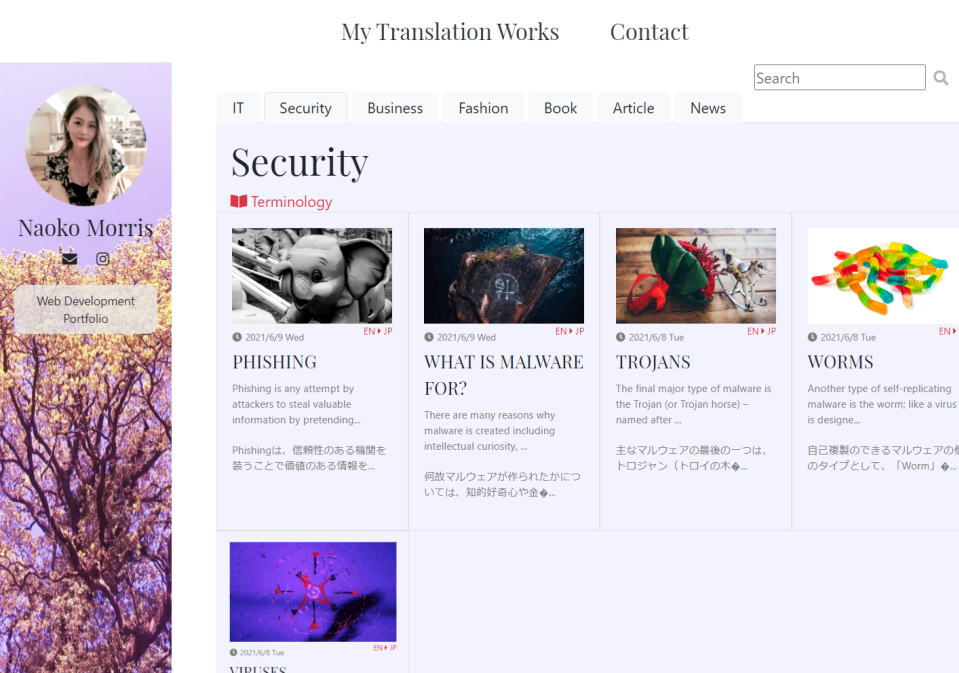 My Translation Works Contact
Search
IT Security Business Fashion Book Article News
Naoko Morris
Web Development
Portfolio
Security
Terminology
2021/6/9 Wed
EN JP
PHISHING
Phishing is any attempt by
attackers to steal valuable
information by pretending...
Phishingは、信頼性のある機関を
装うことで価値のある情報を...
2021/6/9 Wed
EN JP
WHAT IS MALWARE
FOR?
There are many reasons why
malware is created including
intellectual curiosity, ...
何故マルウェアが作られたかにつ
いては、知的好奇心や金�...
2021/6/8 Tue
EN JP
TROJANS
The final major type of malware is
the Trojan (or Trojan horse) –
named after ...
主なマルウェアの最後の一つは、
トロジャン（トロイの木�...
2021/6/8 Tue
EN
WORMS
Another type of self-replicating
malware is the worm; like a virus
is designe...
自己複製のできるマルウェアの
のタイプとして、「Worm」�...
2021/6/8 Tue
EN JP
VIRUSES